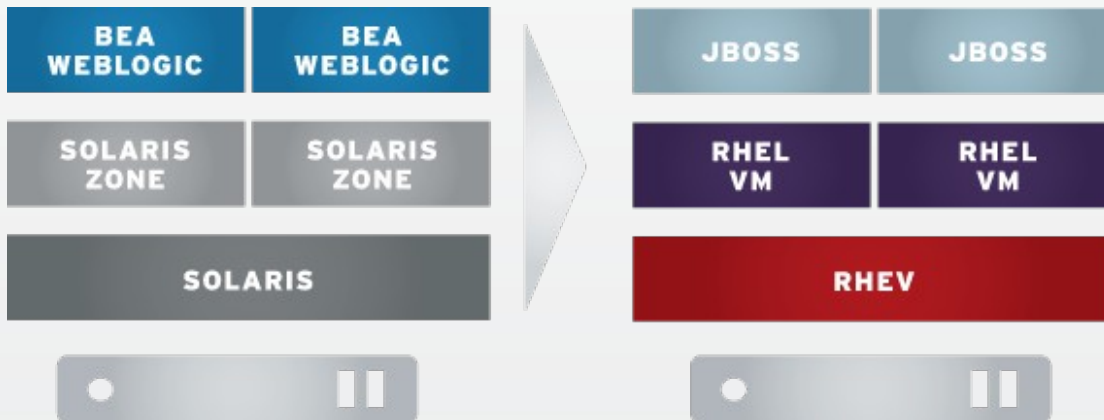 BEA
WEBLOGIC
BEA
WEBLOGIC
SOLARIS
ZONE
SOLARIS
ZONE
SOLARIS
JBOSS
JBOSS
RHEL
VM
RHEL
VM
RHEV